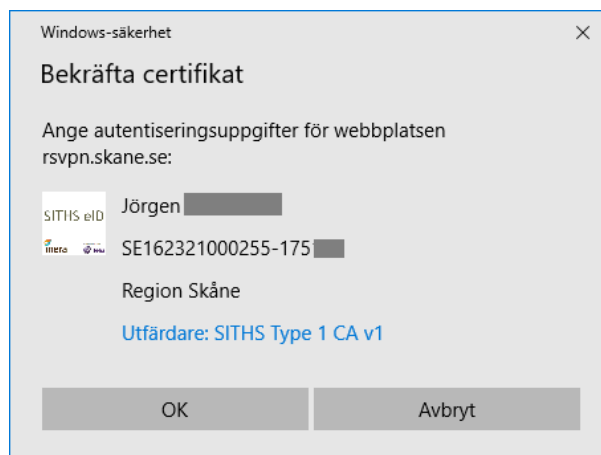 Windows-säkerhet
Bekräfta certifikat
Ange autentiseringsuppgifter för webbplatsen
rsvpn.skane.se:
SITHS eID
inera
Jörgen
SE162321000255-175
Region Skåne
Utfärdare: SITHS Type 1 CA v1
OK
Avbryt